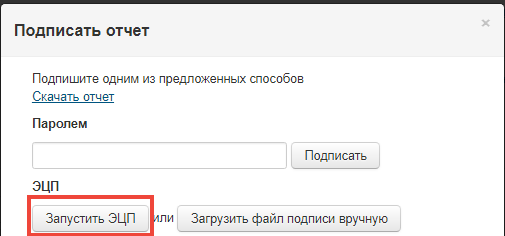 Подписать отчет ×
Подпишите одним из предложенных способов
Скачать отчет
Паролем
Подписать
ЭЦП
Запустить ЭЦП или Загрузить файл подписи вручную